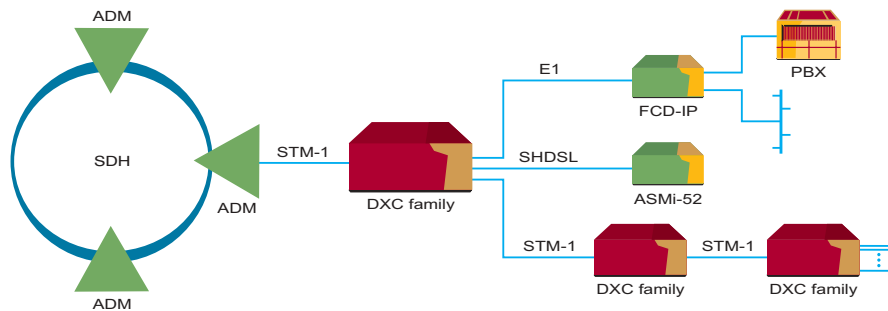 ADM
SDH
ADM
ADM
STM-1
DXC family
E1
FCD-IP
PBX
SHDSL
ASMi-52
STM-1
DXC family
STM-1
DXC family